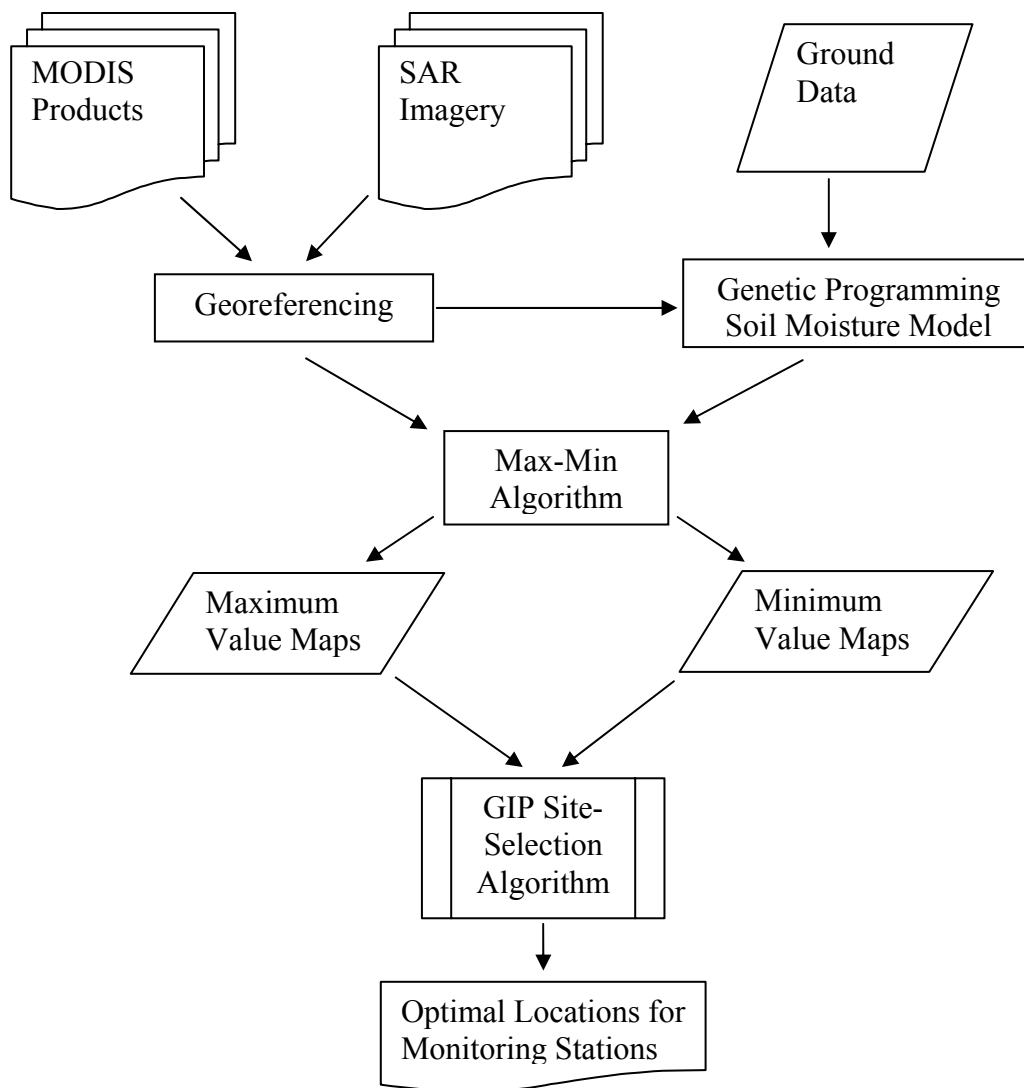 MODIS
Products
SAR
Imagery
Ground
Data
Georeferencing
Genetic Programming
Soil Moisture Model
Max-Min
Algorithm
Maximum
Value Maps
Minimum
Value Maps
GIP Site-
Selection
Algorithm
Optimal Locations for
Monitoring Stations